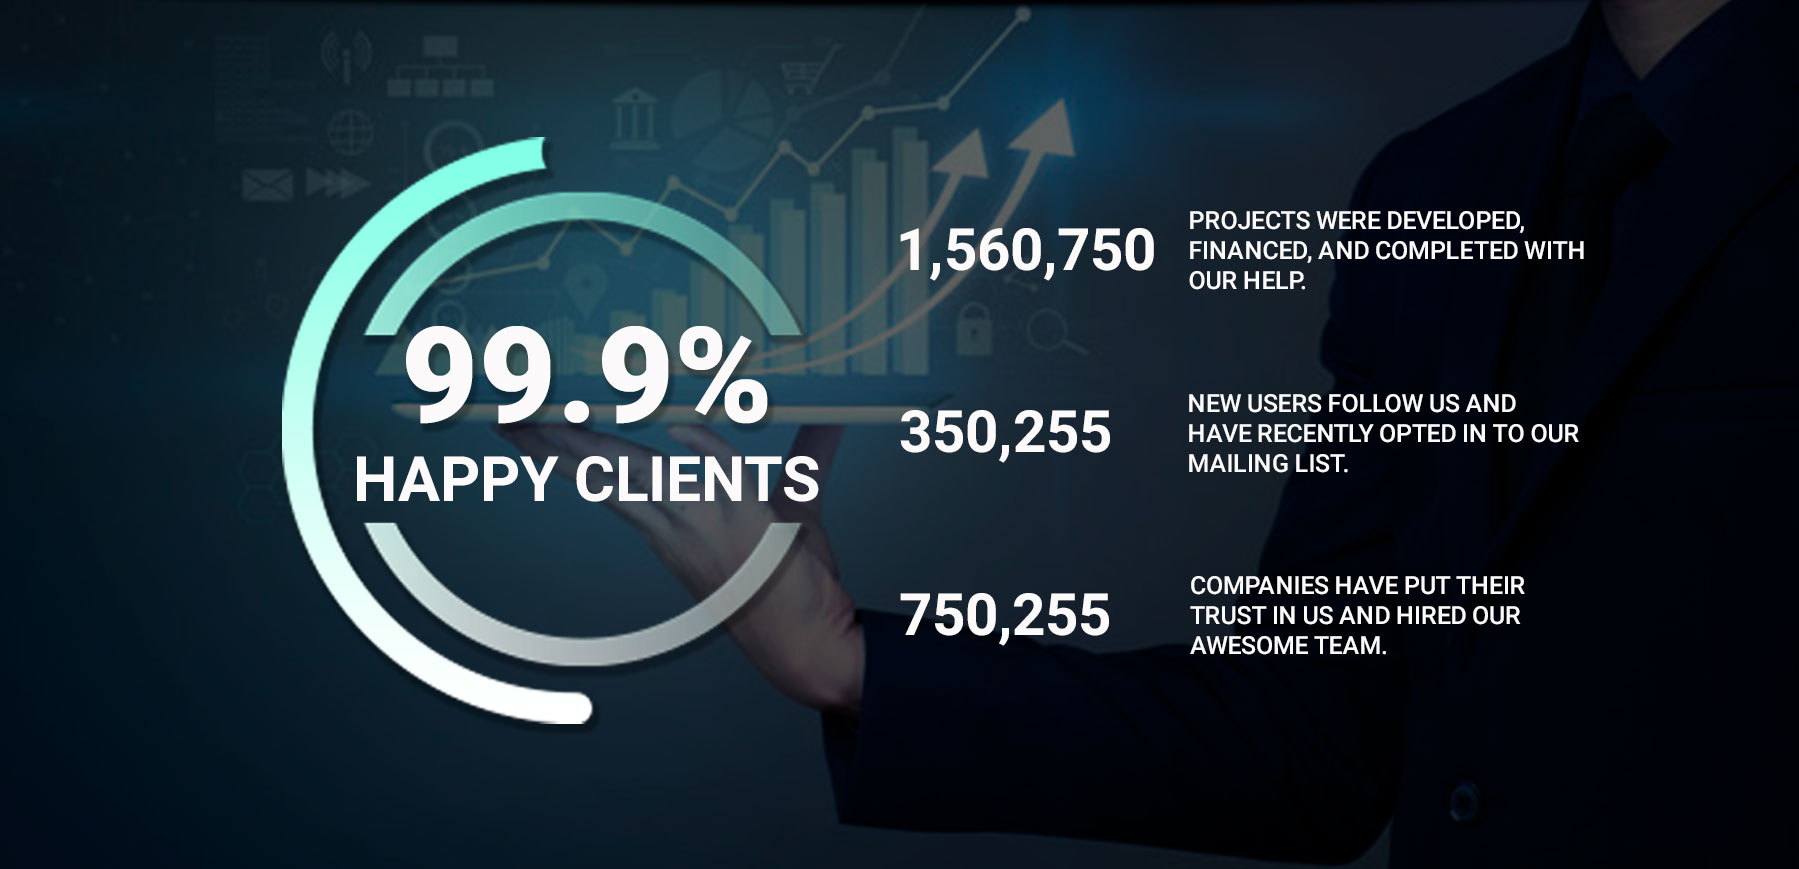 99.9%
HAPPY CLIENTS
1,560,750
PROJECTS WERE DEVELOPED,
FINANCED, AND COMPLETED WITH
OUR HELP.
350,255
NEW USERS FOLLOW US AND
HAVE RECENTLY OPTED IN TO OUR
MAILING LIST.
750,255
COMPANIES HAVE PUT THEIR
TRUST IN US AND HIRED OUR
AWESOME TEAM.